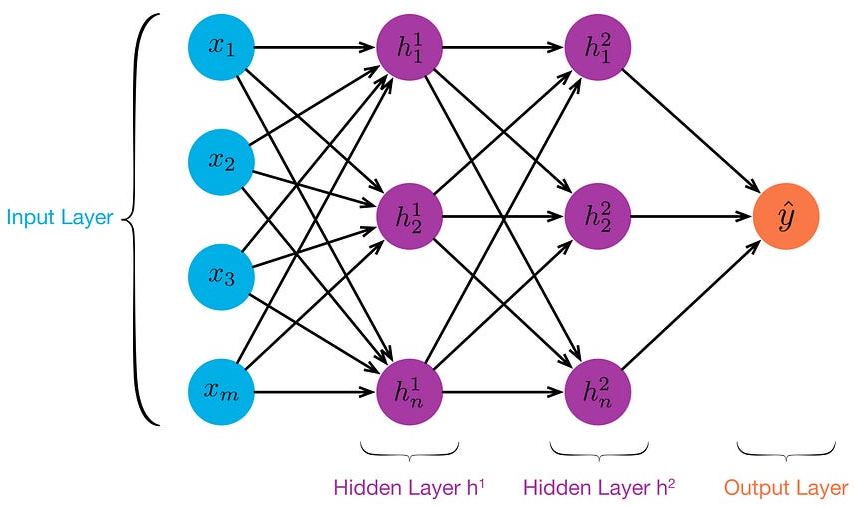 x₁ h₁¹ h₁²
x₂
Input Layer h₂¹ h₂² ŷ
x₃
xₘ hₙ¹ hₙ²
Hidden Layer h¹ Hidden Layer h² Output Layer